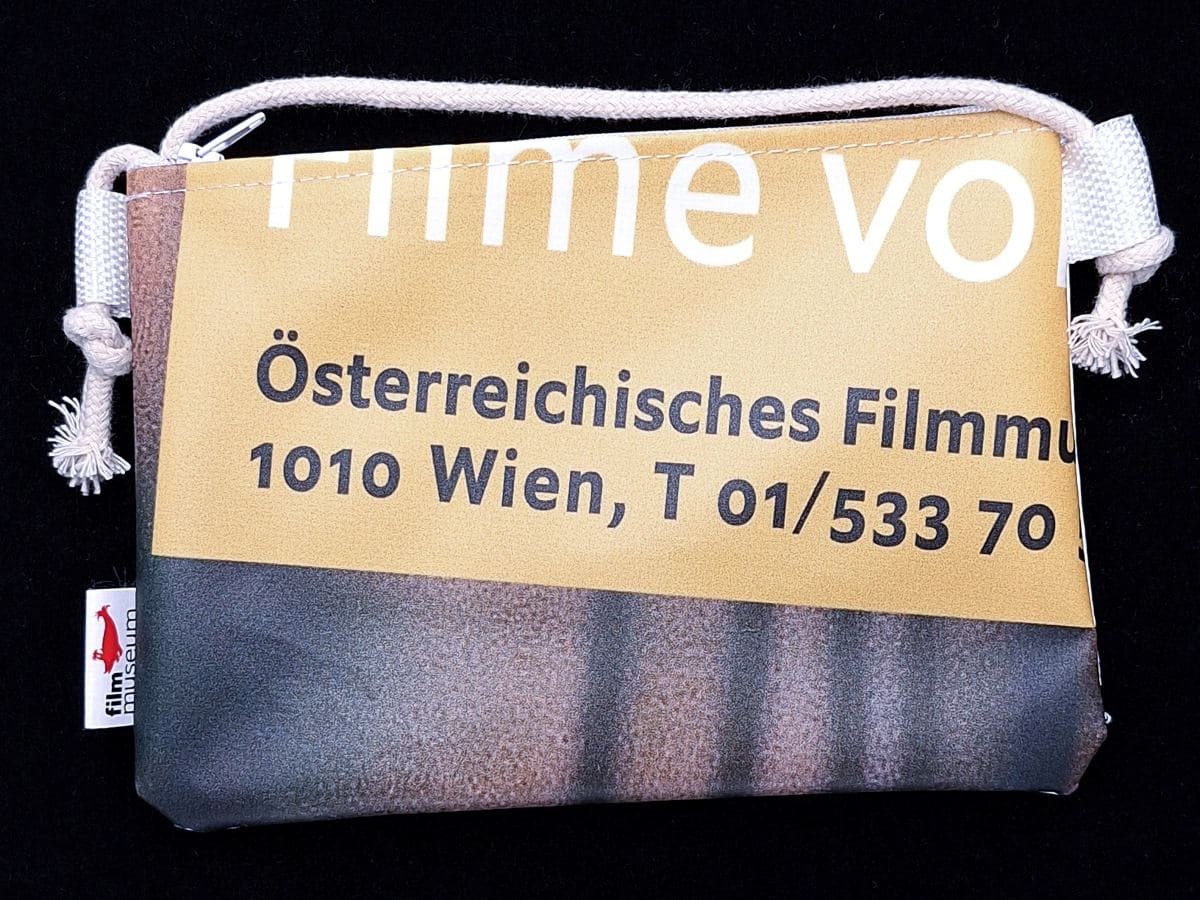 Filme vo
Österreichisches Filmmu
1010 Wien, T 01/533 70
film
museum